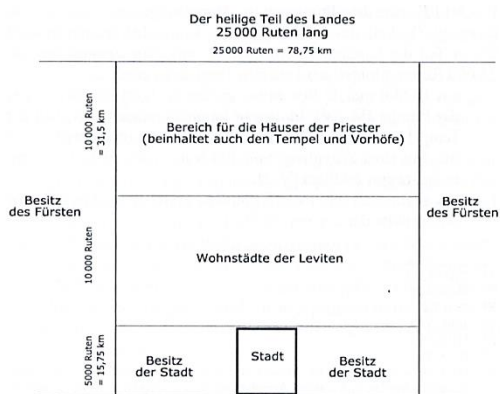 Der heilige Teil des Landes
25 000 Ruten lang
25 000 Ruten = 78,75 km
10 000 Ruten
= 31,5 km
Bereich für die Häuser der Priester
(beinhaltet auch den Tempel und Vorhöfe)
Besitz
des Fürsten
Besitz
des Fürsten
10 000 Ruten
Wohnstädte der Leviten
5000 Ruten
= 15,75 km
Besitz
der Stadt
Stadt
Besitz
der Stadt